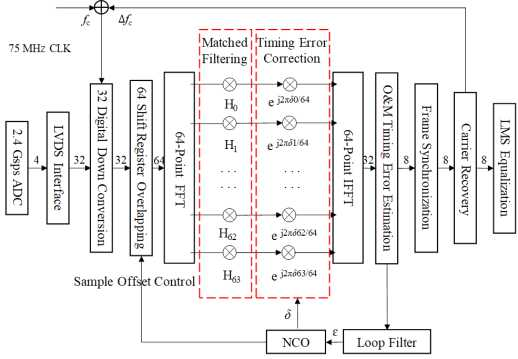 f_c
Δf_c
75 MHz CLK
Matched Filtering
Timing Error Correction
2.4 Gsps ADC
4
LVDS Interface
32
32 Digital Down Conversion
32
64 Shift Register Overlapping
64
64-Point FFT
H_0
e^{j2πδ0/64}
H_1
e^{j2πδ1/64}
. . .
. . .
. . .
. . .
H_62
e^{j2πδ62/64}
H_63
e^{j2πδ63/64}
64-Point IFFT
32
O&M Timing Error Estimation
8
Frame Synchronization
8
Carrier Recovery
8
LMS Equalization
Sample Offset Control
δ
NCO
ε
Loop Filter